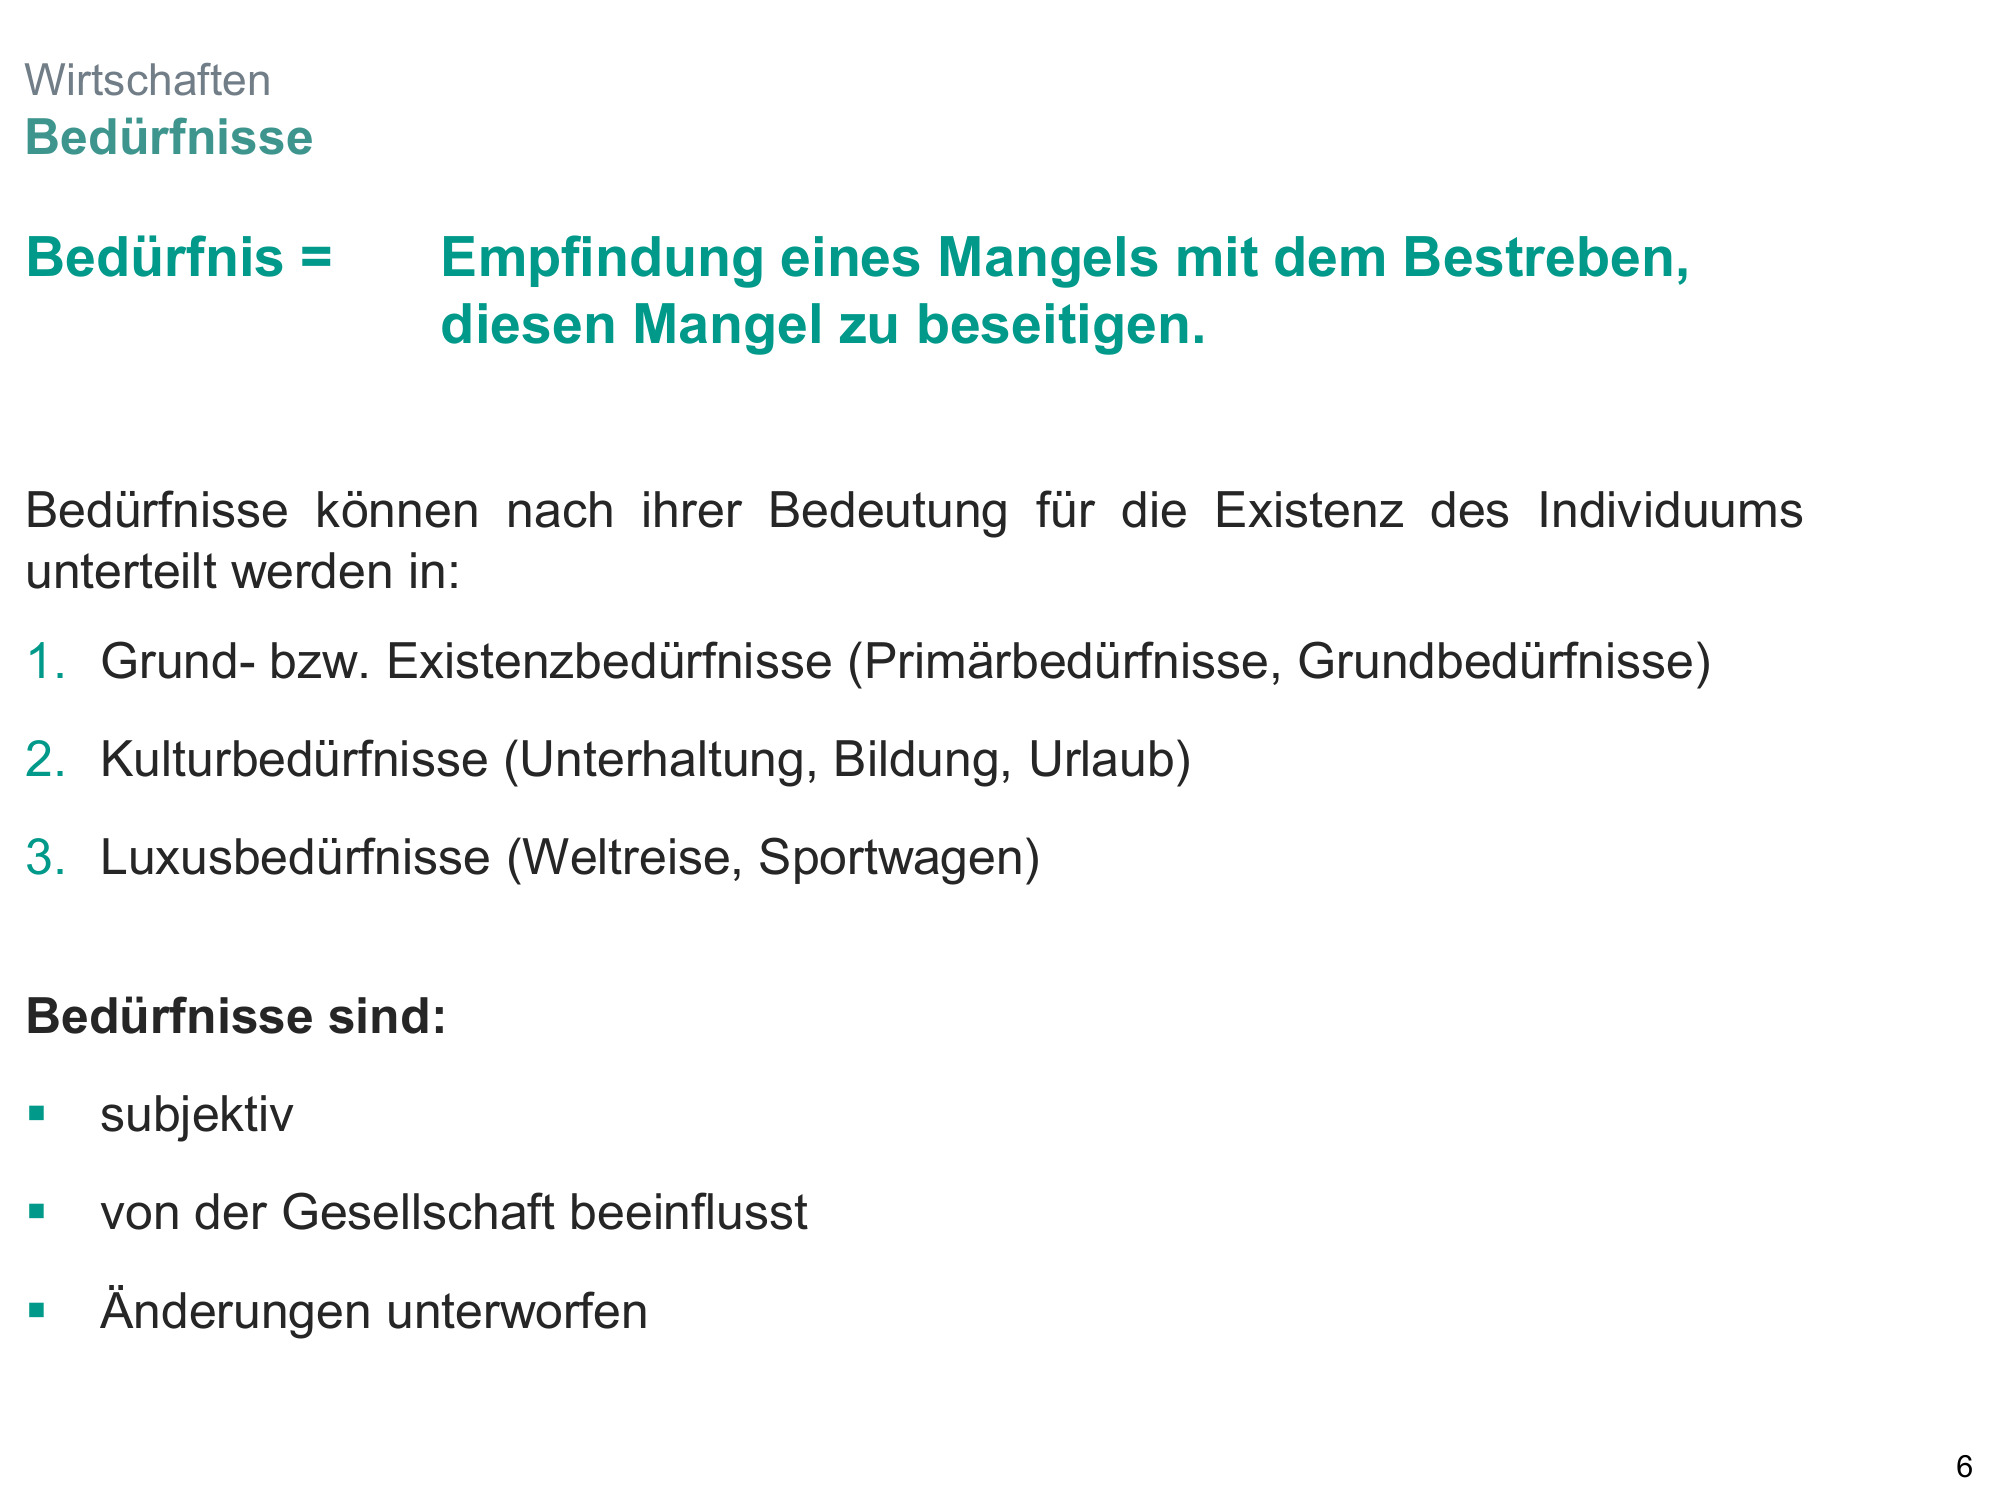 Wirtschaften
Bedürfnisse
Bedürfnis = Empfindung eines Mangels mit dem Bestreben,
diesen Mangel zu beseitigen.
Bedürfnisse können nach ihrer Bedeutung für die Existenz des Individuums
unterteilt werden in:
1. Grund- bzw. Existenzbedürfnisse (Primärbedürfnisse, Grundbedürfnisse)
2. Kulturbedürfnisse (Unterhaltung, Bildung, Urlaub)
3. Luxusbedürfnisse (Weltreise, Sportwagen)
Bedürfnisse sind:
▪ subjektiv
▪ von der Gesellschaft beeinflusst
▪ Änderungen unterworfen
6